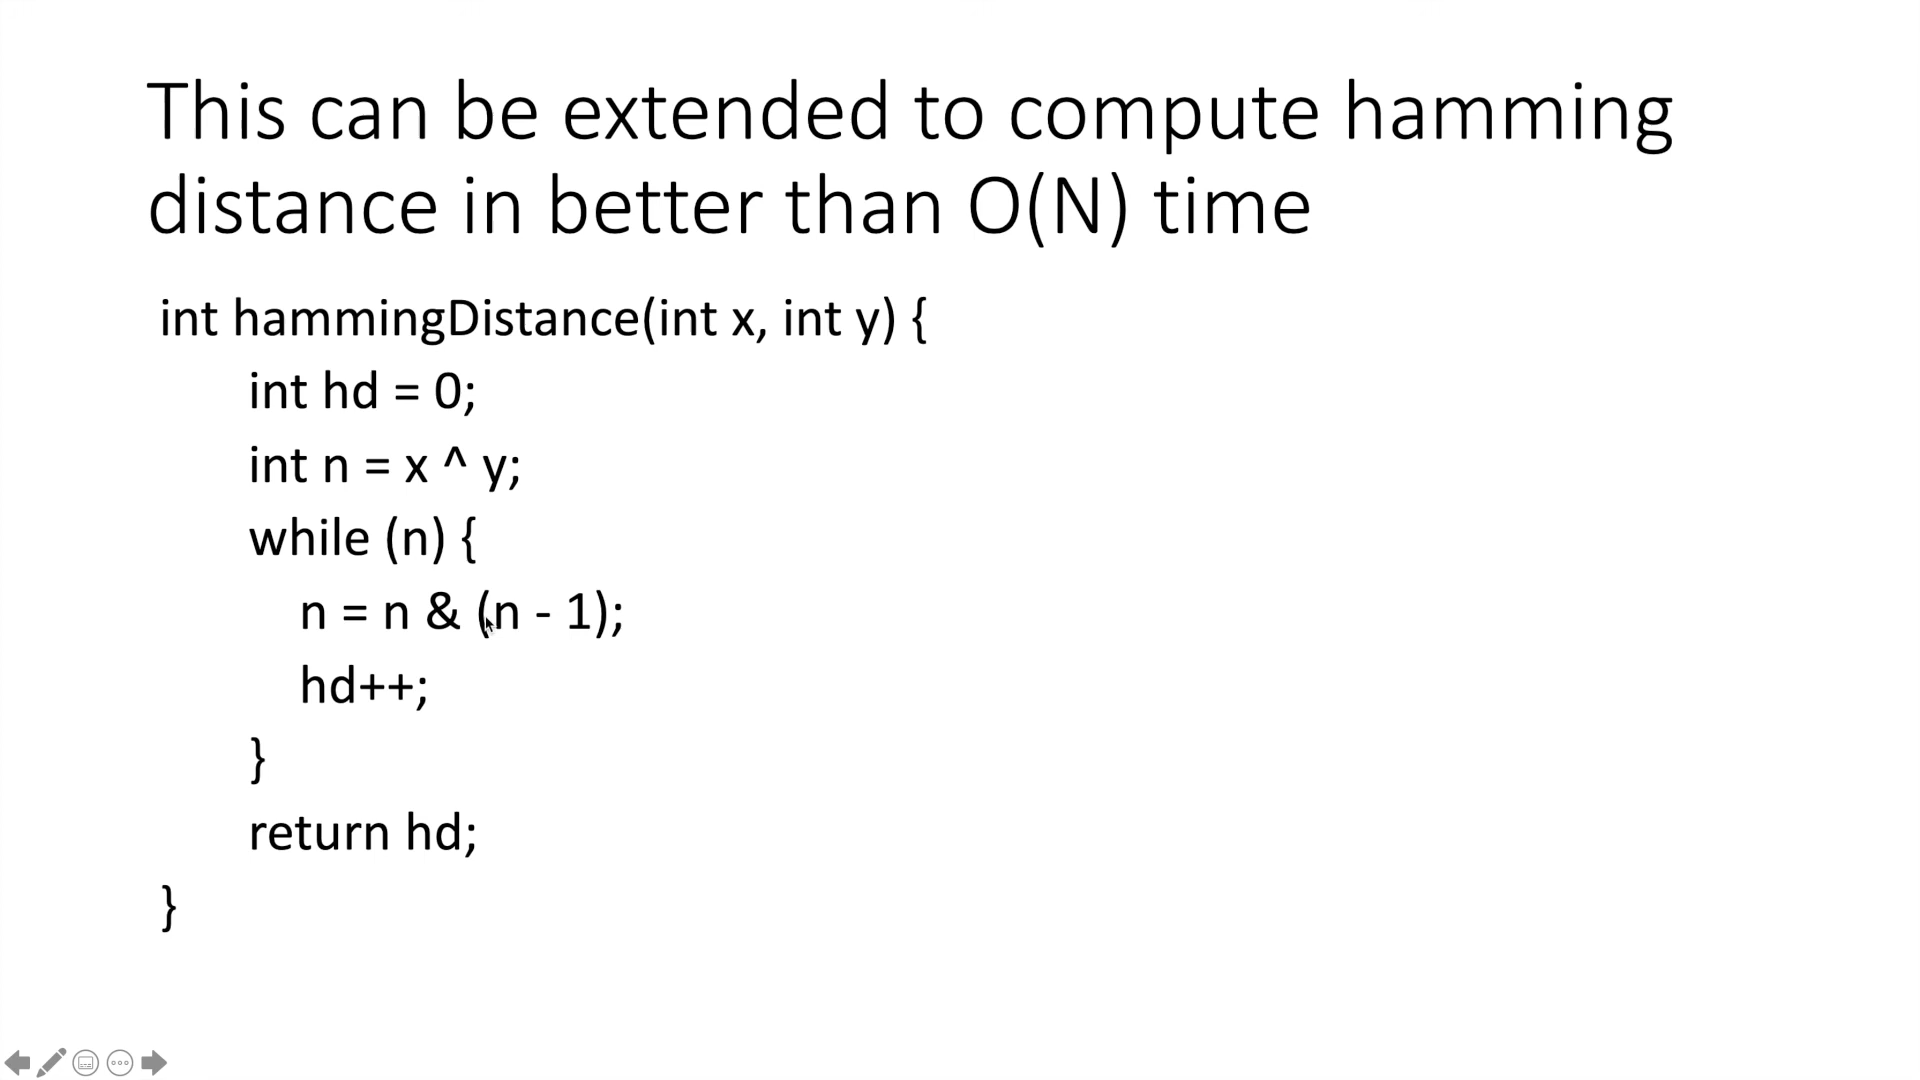 This can be extended to compute hamming
distance in better than O(N) time
int hammingDistance(int x, int y) {
int hd = 0;
int n = x ^ y;
while (n) {
n = n & (n - 1);
hd++;
}
return hd;
}